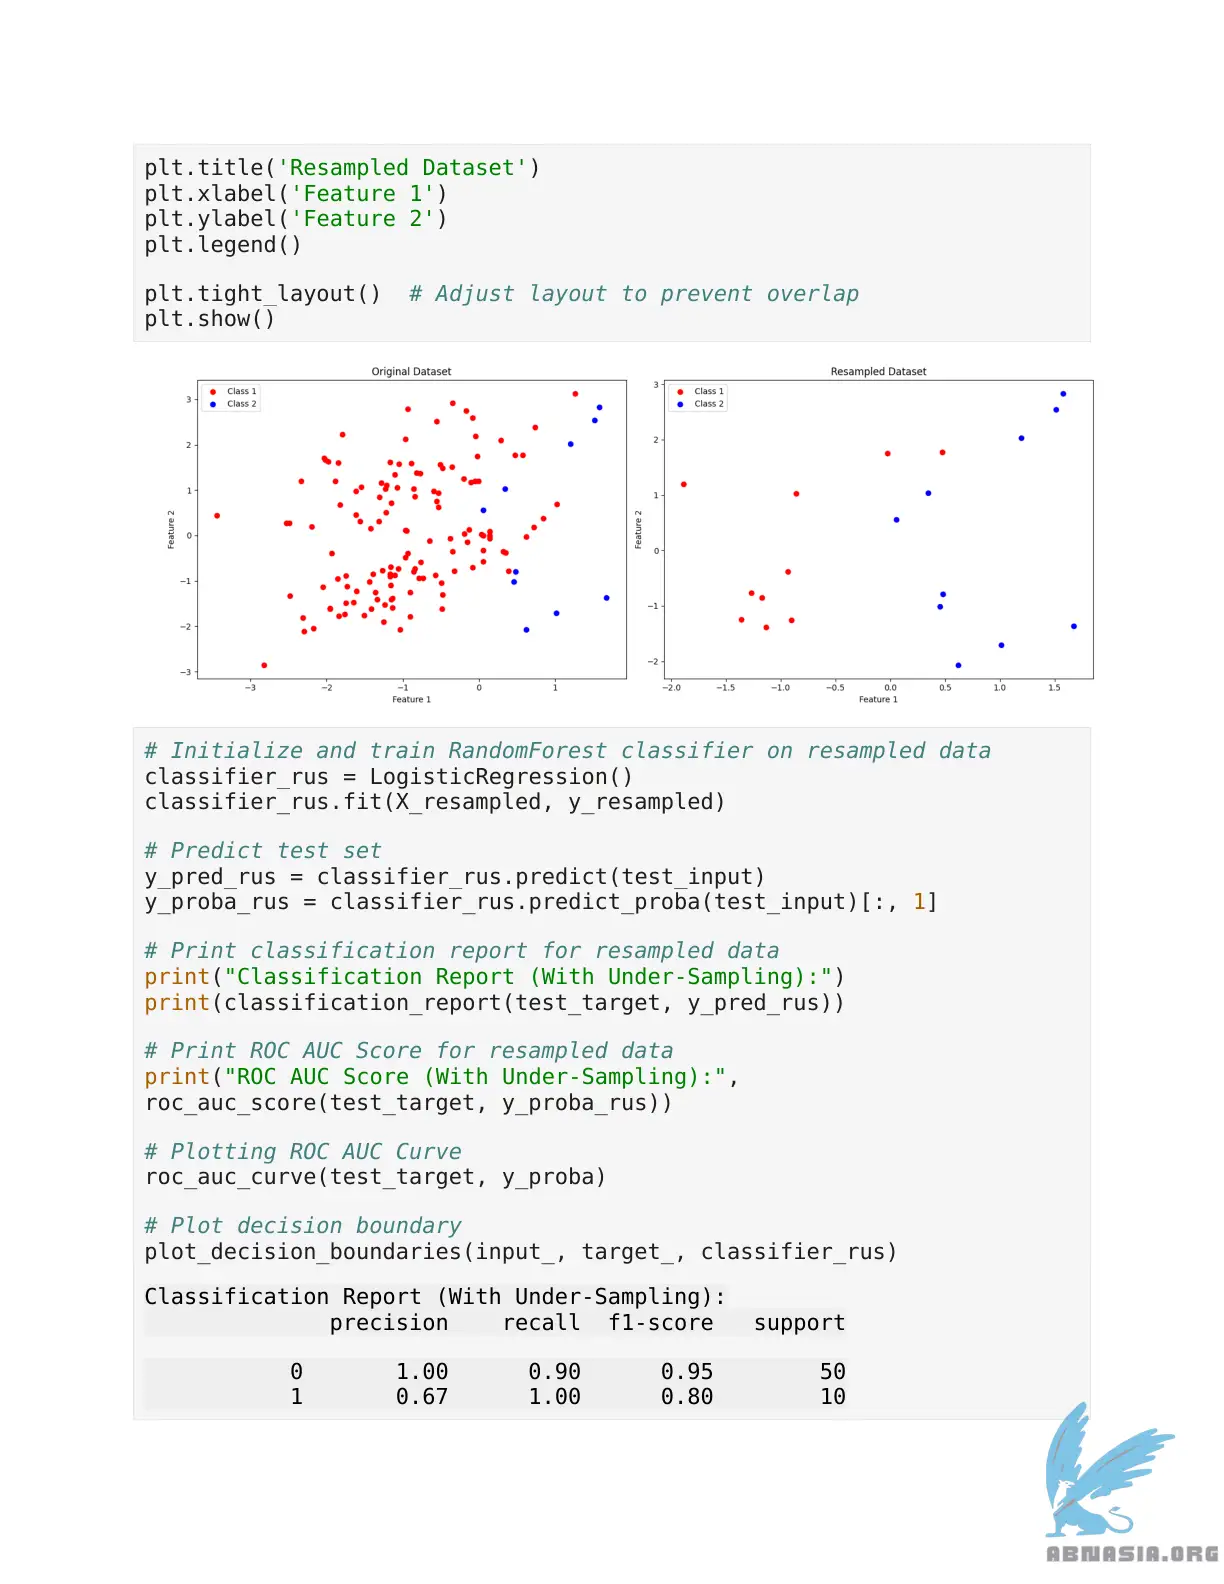 plt.title('Resampled Dataset')
plt.xlabel('Feature 1')
plt.ylabel('Feature 2')
plt.legend()
plt.tight_layout()  # Adjust layout to prevent overlap
plt.show()
Original Dataset
Class 1
Class 2
3
2
1
0
−1
−2
−3
Feature 2
−3 −2 −1 0 1
Feature 1
Resampled Dataset
Class 1
Class 2
3
2
1
0
−1
−2
Feature 2
−2.0 −1.5 −1.0 −0.5 0.0 0.5 1.0 1.5
Feature 1
# Initialize and train RandomForest classifier on resampled data
classifier_rus = LogisticRegression()
classifier_rus.fit(X_resampled, y_resampled)
# Predict test set
y_pred_rus = classifier_rus.predict(test_input)
y_proba_rus = classifier_rus.predict_proba(test_input)[:, 1]
# Print classification report for resampled data
print("Classification Report (With Under-Sampling):")
print(classification_report(test_target, y_pred_rus))
# Print ROC AUC Score for resampled data
print("ROC AUC Score (With Under-Sampling):",
roc_auc_score(test_target, y_proba_rus))
# Plotting ROC AUC Curve
roc_auc_curve(test_target, y_proba)
# Plot decision boundary
plot_decision_boundaries(input_, target_, classifier_rus)
Classification Report (With Under-Sampling):
precision recall f1-score support
0 1.00 0.90 0.95 50
1 0.67 1.00 0.80 10
ABNASIA.ORG